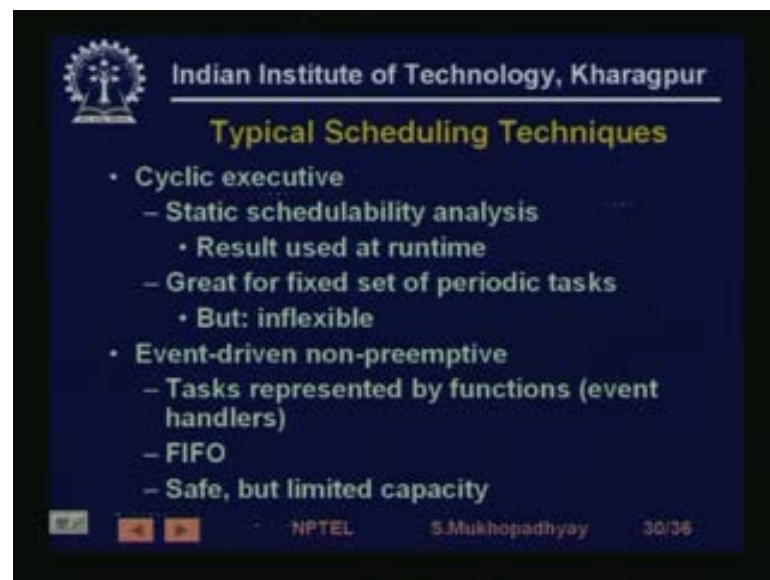 Indian Institute of Technology, Kharagpur
Typical Scheduling Techniques
• Cyclic executive
– Static schedulability analysis
• Result used at runtime
– Great for fixed set of periodic tasks
• But: inflexible
• Event-driven non-preemptive
– Tasks represented by functions (event
handlers)
– FIFO
– Safe, but limited capacity
NPTEL S.Mukhopadhyay 30/36